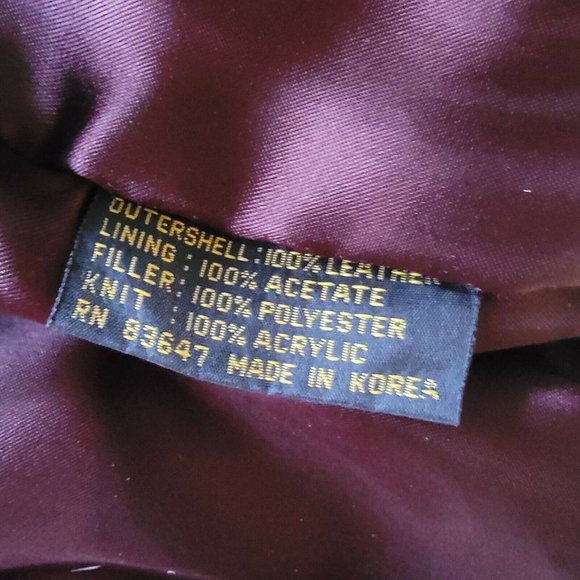 OUTERSHELL: 100% LEATHER
LINING : 100% ACETATE
FILLER: 100% POLYESTER
KNIT : 100% ACRYLIC
RN 83647 MADE IN KOREA